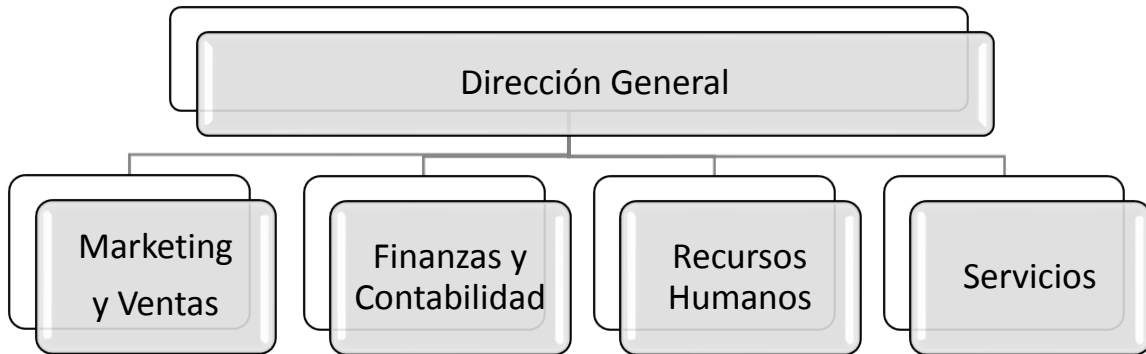 Dirección General
Marketing
y Ventas
Finanzas y
Contabilidad
Recursos
Humanos
Servicios